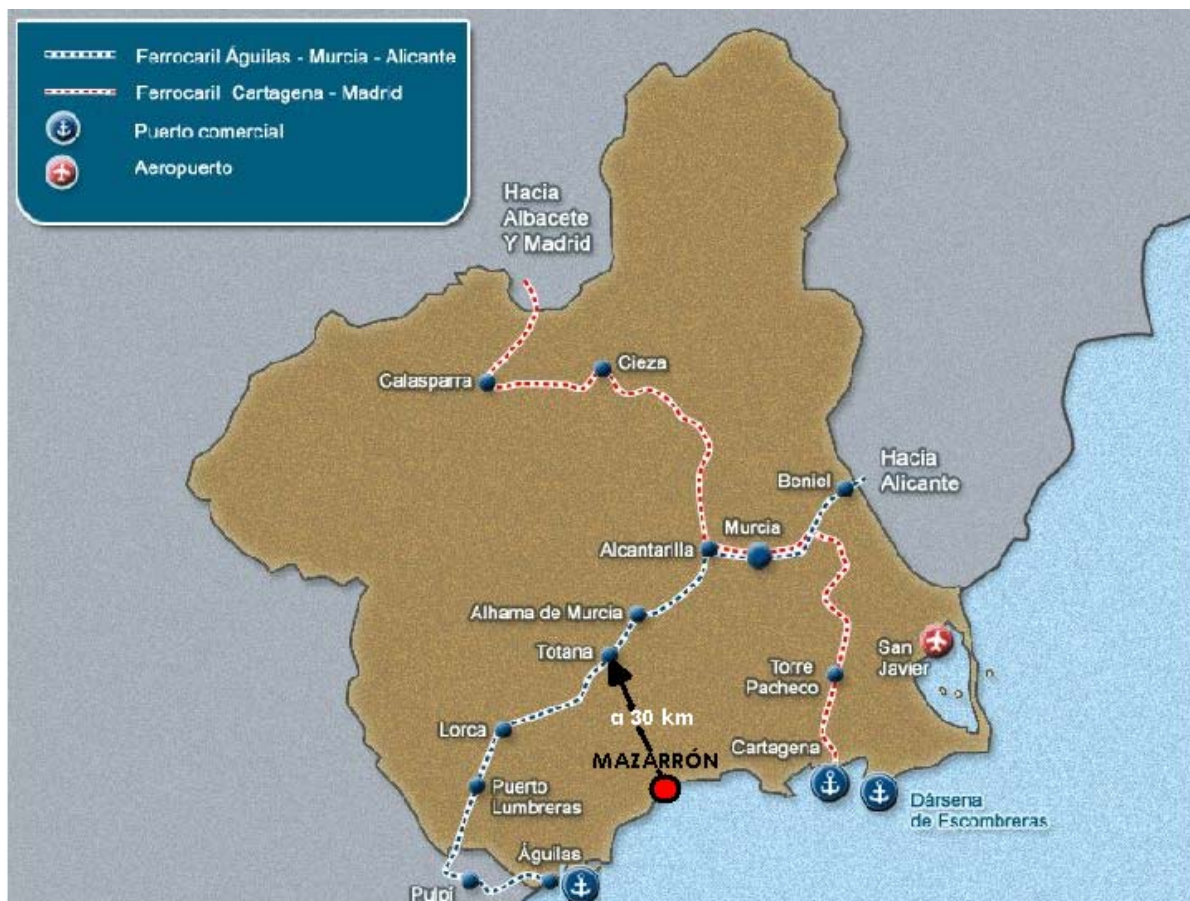 Ferrocaril Águilas - Murcia - Alicante
Ferrocaril Cartagena - Madrid
Puerto comercial
Aeropuerto
Hacia
Albacete
Y Madrid
Calasparra
Cieza
Hacia
Alicante
Beniel
Murcia
Alcantarilla
Alhama de Murcia
Totana
San
Javier
Torre
Pacheco
a 30 km
Lorca
MAZARRÓN
Cartagena
Puerto
Lumbreras
Dársena
de Escombreras
Águilas
Pulpí